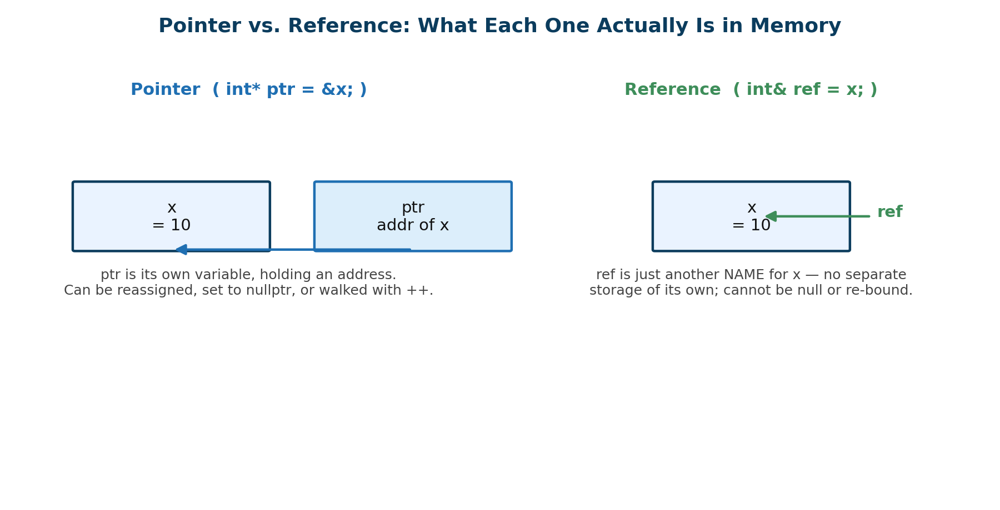 Pointer vs. Reference: What Each One Actually Is in Memory
Pointer ( int* ptr = &x; )
x
= 10
ptr
addr of x
ptr is its own variable, holding an address.
Can be reassigned, set to nullptr, or walked with ++.
Reference ( int& ref = x; )
x
= 10
ref
ref is just another NAME for x — no separate
storage of its own; cannot be null or re-bound.